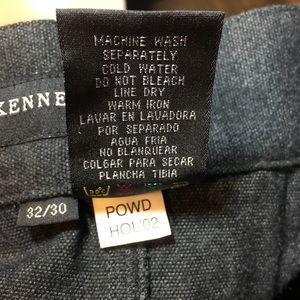 MACHINE WASH
SEPARATELY
COLD WATER
DO NOT BLEACH
LINE DRY
WARM IRON
LAVAR EN LAVADORA
POR SEPARADO
AGUA FRIA
NO BLANQUEAR
COLGAR PARA SECAR
PLANCHA TIBIA
KENNE
32/30
POWD
HOL'02